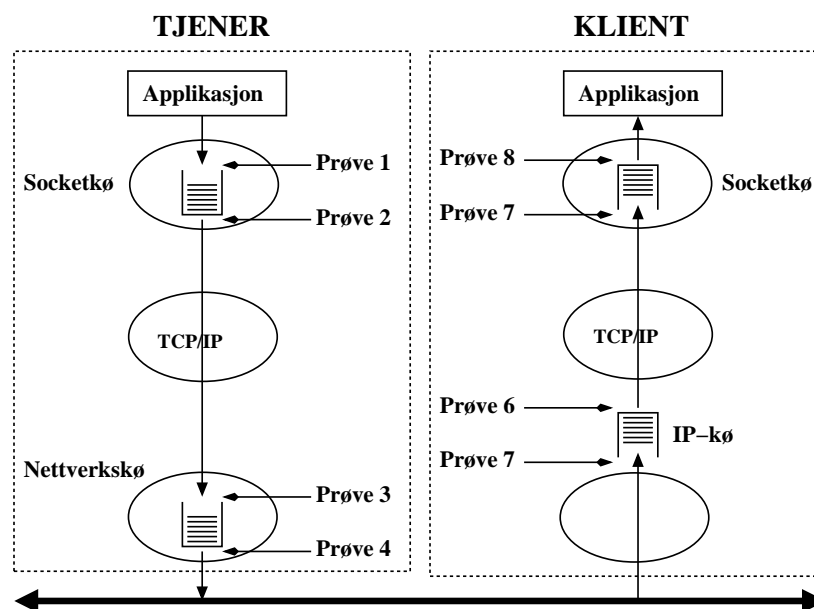 TJENER
Applikasjon
Socketkø
Prøve 1
Prøve 2
TCP/IP
Nettverkskø
Prøve 3
Prøve 4
KLIENT
Applikasjon
Prøve 8
Socketkø
Prøve 7
TCP/IP
Prøve 6
IP−kø
Prøve 7